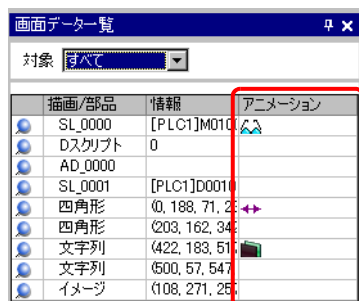 画面データ一覧
対象 すべて
描画/部品 情報 アニメーション
SL_0000 [PLC1]M010
Dスクリプト 0
AD_0000
SL_0001 [PLC1]D0010
四角形 (0, 188, 71, 2
四角形 (203, 162, 342
文字列 (422, 183, 51
文字列 (500, 57, 547
イメージ (108, 271, 25